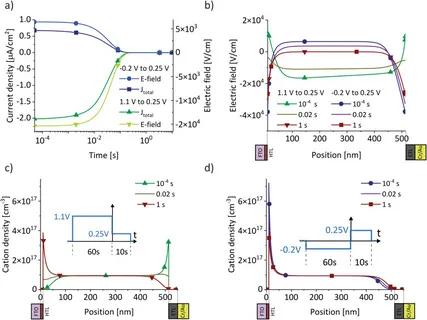 a)
1.0
0.5
0.0
-0.5
-1.0
-1.5
-2.0
Current density [µA/cm²]
5×10³
0
-5×10³
-1×10⁴
-2×10⁴
Electric field [V/cm]
-0.2 V to 0.25 V
E-field
Jtotal
1.1 V to 0.25 V
Jtotal
E-field
10⁻⁴
10⁻²
10⁰
Time [s]
b)
2×10⁴
0
-2×10⁴
-4×10⁴
Electric field [V/cm]
1.1 V to 0.25 V
-0.2 V to 0.25 V
10⁻⁴ s
10⁻⁴ s
0.02 s
0.02 s
1 s
1 s
100
200
300
400
500
Position [nm]
FTO
HTL
ETL
c)
6×10¹⁷
4×10¹⁷
2×10¹⁷
0
Cation density [cm⁻³]
10⁻⁴ s
0.02 s
1 s
1.1V
0.25V
t
60s
10s
0
100
200
300
400
500
Position [nm]
FTO
HTL
ETL
d)
6×10¹⁷
4×10¹⁷
2×10¹⁷
0
Cation density [cm⁻³]
10⁻⁴ s
0.02 s
1 s
0.25V
-0.2V
t
60s
10s
0
100
200
300
400
500
Position [nm]
FTO
HTL
ETL